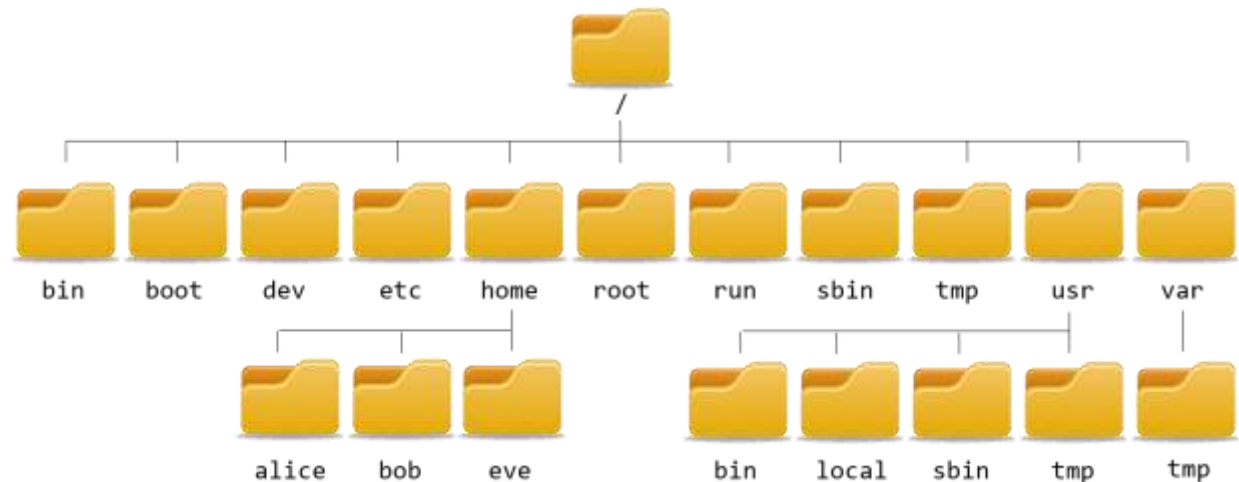 /
bin boot dev etc home root run sbin tmp usr var
alice bob eve bin local sbin tmp tmp